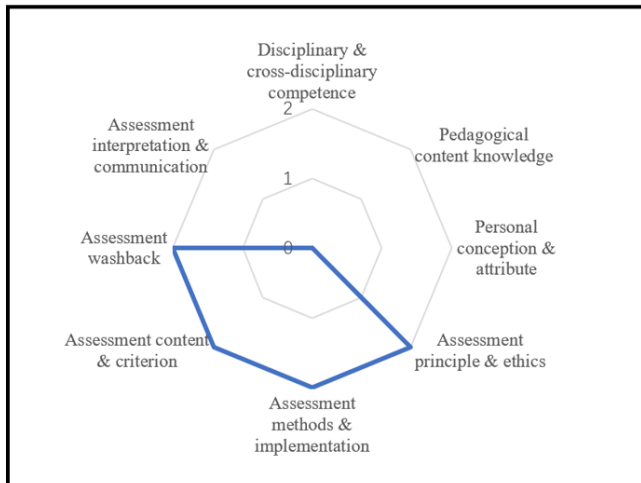 Disciplinary &
cross-disciplinary
competence
2
Assessment
interpretation &
communication
Pedagogical
content knowledge
1
Assessment
washback
0
Personal
conception &
attribute
Assessment content
& criterion
Assessment
principle & ethics
Assessment
methods &
implementation